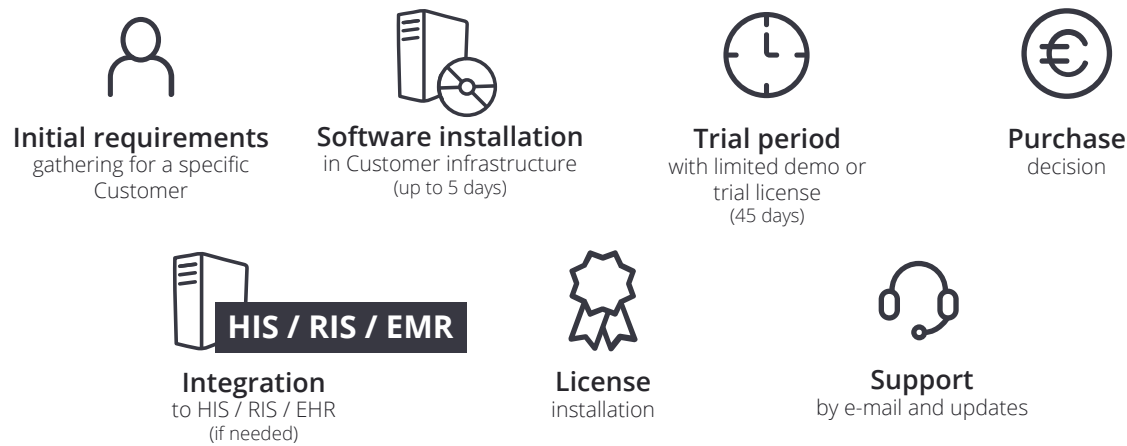 Initial requirements
gathering for a specific
Customer
Software installation
in Customer infrastructure
(up to 5 days)
Trial period
with limited demo or
trial license
(45 days)
Purchase
decision
HIS / RIS / EMR
Integration
to HIS / RIS / EHR
(if needed)
License
installation
Support
by e-mail and updates